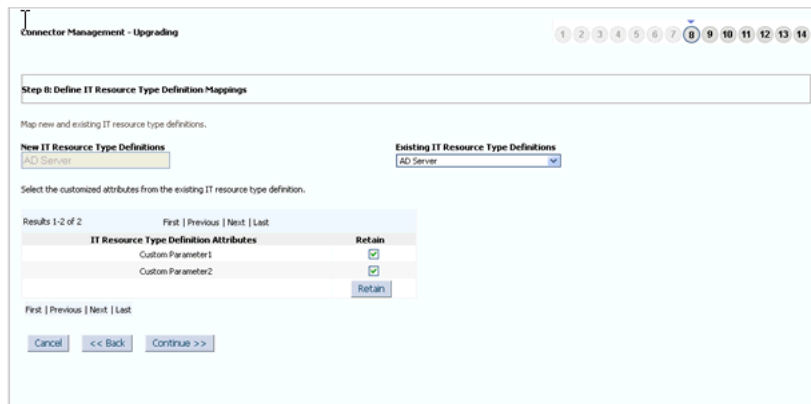 Connector Management - Upgrading
1 2 3 4 5 6 7 8 9 10 11 12 13 14
Step 8: Define IT Resource Type Definition Mappings
Map new and existing IT resource type definitions.
New IT Resource Type Definitions
Existing IT Resource Type Definitions
AD Server
AD Server
Select the customized attributes from the existing IT resource type definition.
Results 1-2 of 2 First | Previous | Next | Last
IT Resource Type Definition Attributes Retain
Custom Parameter1
Custom Parameter2
Retain
First | Previous | Next | Last
Cancel << Back Continue >>